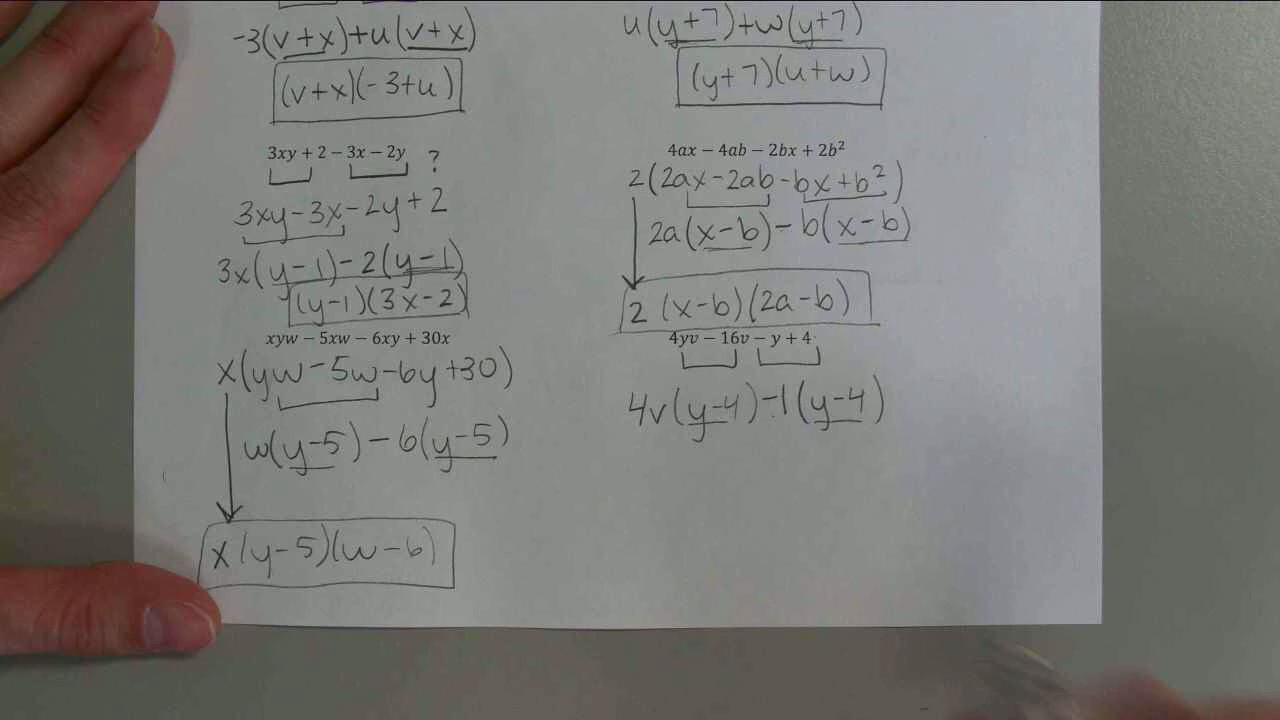 -3(v+x)+u(v+x)
(v+x)(-3+u)
3xy + 2 − 3x − 2y ?
3xy-3x-2y+2
3x(y-1)-2(y-1)
(y-1)(3x-2)
xyw − 5xw − 6xy + 30x
x(yw-5w-6y+30)
w(y-5)-6(y-5)
x(y-5)(w-6)
u(y+7)+w(y+7)
(y+7)(u+w)
4ax − 4ab − 2bx + 2b²
2(2ax-2ab-bx+b²)
2a(x-b)-b(x-b)
2(x-b)(2a-b)
4yv − 16v − y + 4
4v(y-4)-1(y-4)